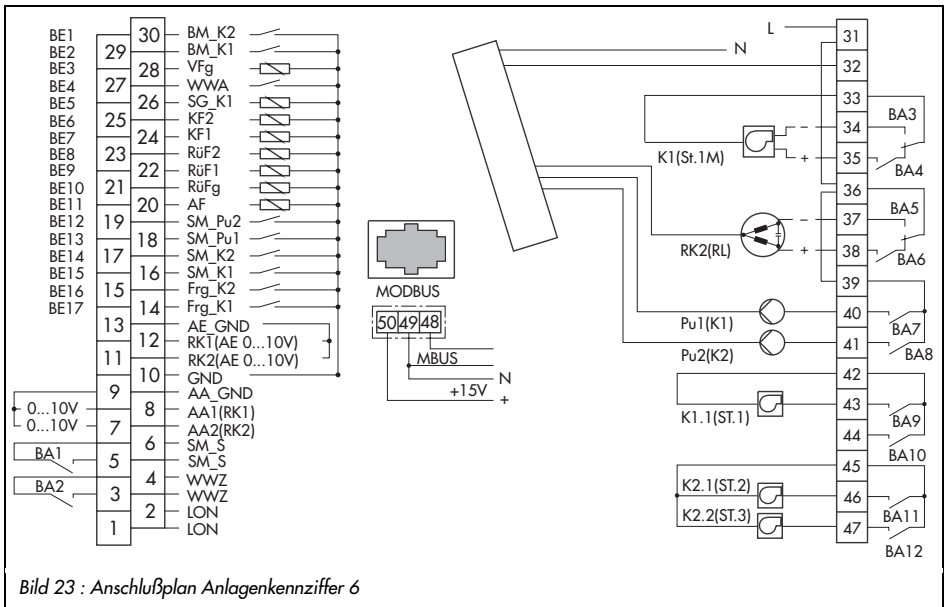 BE1 30 BM_K2
BE2 29 BM_K1
BE3 28 VFg
BE4 27 WWA
BE5 26 SG_K1
BE6 25 KF2
BE7 24 KF1
BE8 23 RüF2
BE9 22 RüF1
BE10 21 RüFg
BE11 20 AF
BE12 19 SM_Pu2
BE13 18 SM_Pu1
BE14 17 SM_K2
BE15 16 SM_K1
BE16 15 Frg_K2
BE17 14 Frg_K1
13 AE_GND
12 RK1(AE 0...10V)
11 RK2(AE 0...10V)
10 GND
9 AA_GND
0...10V 8 AA1(RK1)
0...10V 7 AA2(RK2)
6 SM_S
BA1 5 SM_S
4 WWZ
BA2 3 WWZ
2 LON
1 LON
MODBUS
50 49 48
MBUS
N
+15V +
L 31
N 32
33
BA3
– 34
K1(St.1M) + 35
BA4
36
BA5
– 37
RK2(RL) + 38
BA6
39
40
Pu1(K1) BA7
41
Pu2(K2) BA8
42
43
K1.1(ST.1) BA9
44
BA10
45
K2.1(ST.2) 46
BA11
K2.2(ST.3) 47
BA12
Bild 23 : Anschlußplan Anlagenkennziffer 6